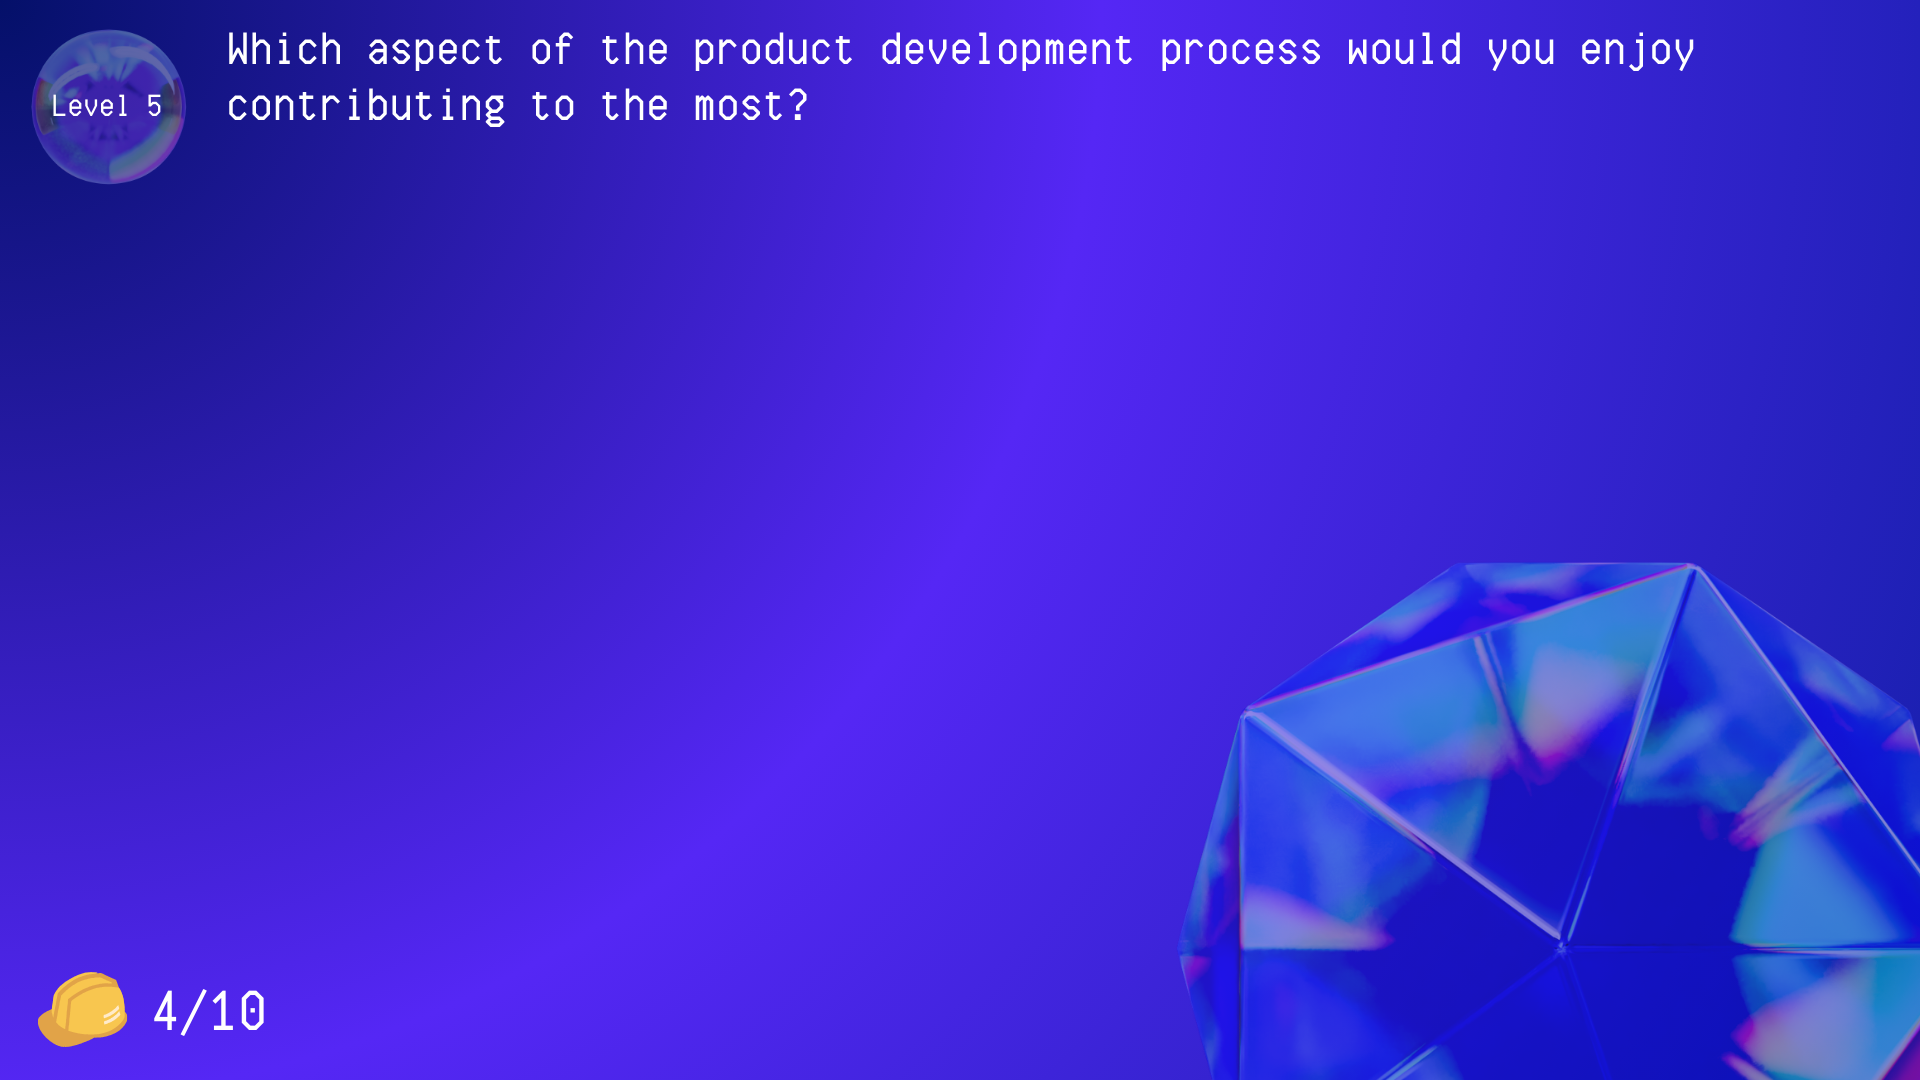 Which aspect of the product development process would you enjoy
contributing to the most?
Level 5
4/10